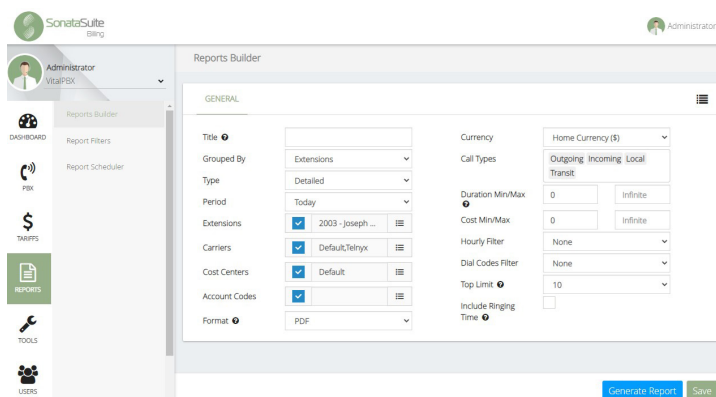 SonataSuite
Billing
Administrator
Administrator
VitalPBX
Reports Builder
DASHBOARD
PBX
TARIFFS
REPORTS
TOOLS
USERS
Reports Builder
Report Filters
Report Scheduler
GENERAL
Title
Grouped By Extensions
Type Detailed
Period Today
Extensions 2003 - Joseph ...
Carriers Default,Telnyx
Cost Centers Default
Account Codes
Format PDF
Currency Home Currency ($)
Call Types Outgoing Incoming Local
Transit
Duration Min/Max 0 Infinite
Cost Min/Max 0 Infinite
Hourly Filter None
Dial Codes Filter None
Top Limit 10
Include Ringing
Time
Generate Report Save